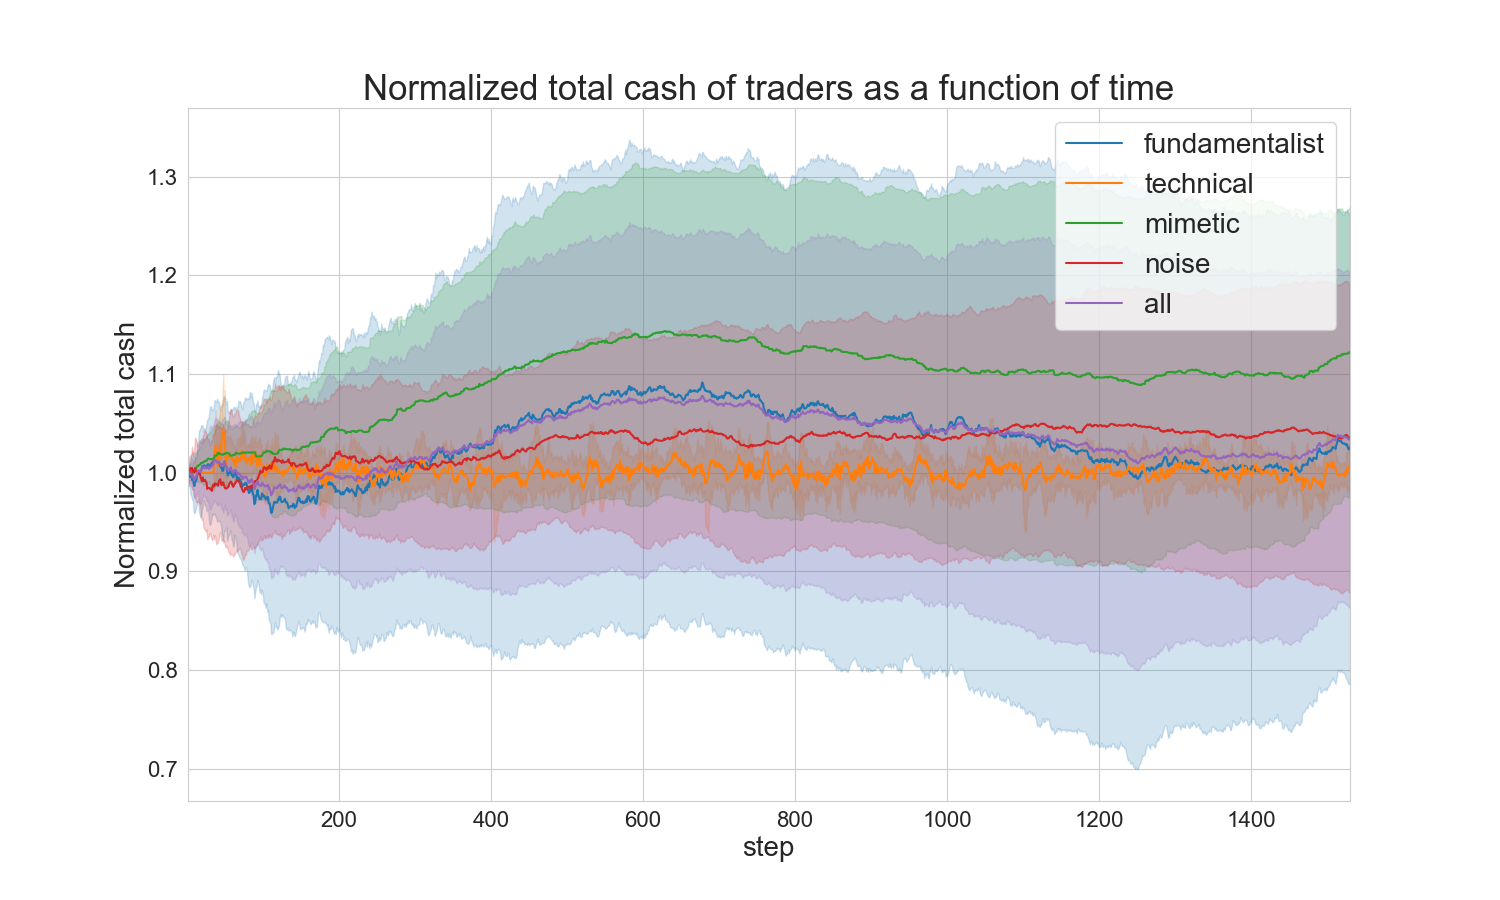 Normalized total cash of traders as a function of time
fundamentalist
technical
mimetic
noise
all
Normalized total cash
1.3
1.2
1.1
1.0
0.9
0.8
0.7
200 400 600 800 1000 1200 1400
step